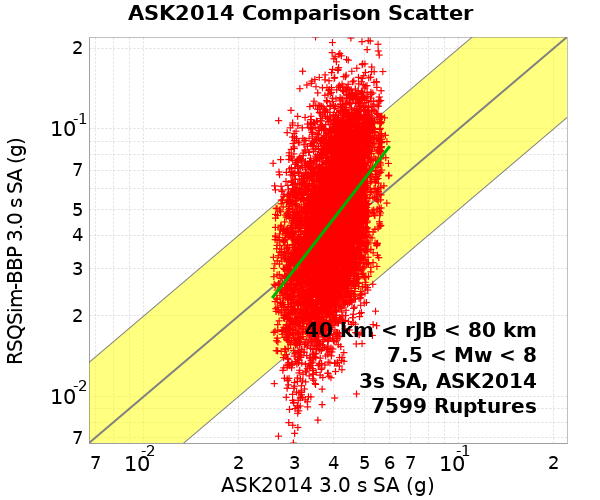 ASK2014 Comparison Scatter
RSQSim-BBP 3.0 s SA (g)
2
10-1
7
5
4
3
2
10-2
7
40 km < rJB < 80 km
7.5 < Mw < 8
3s SA, ASK2014
7599 Ruptures
7 10-2 2 3 4 5 6 7 10-1 2
ASK2014 3.0 s SA (g)